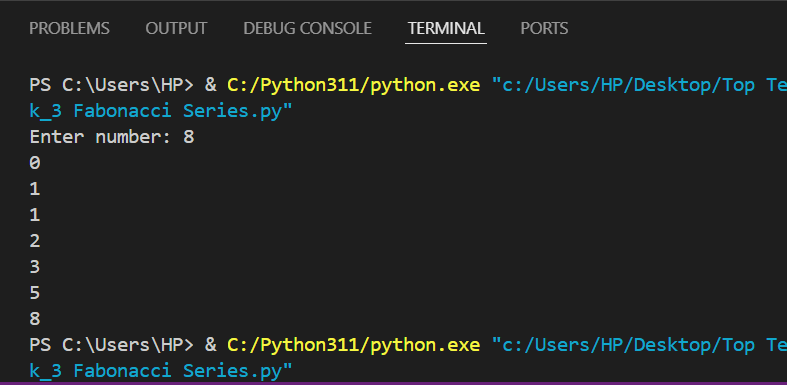 PROBLEMS OUTPUT DEBUG CONSOLE TERMINAL PORTS
PS C:\Users\HP> & C:/Python311/python.exe "c:/Users/HP/Desktop/Top Te
k_3 Fabonacci Series.py"
Enter number: 8
0
1
1
2
3
5
8
PS C:\Users\HP> & C:/Python311/python.exe "c:/Users/HP/Desktop/Top Te
k_3 Fabonacci Series.py"